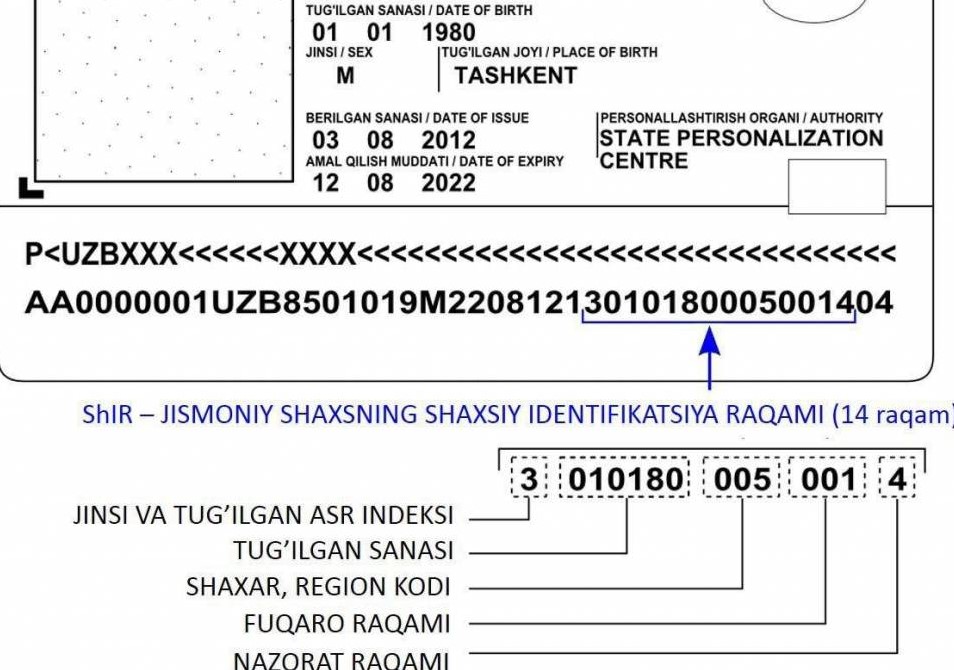 TUG'ILGAN SANASI / DATE OF BIRTH
01 01 1980
JINSI / SEX TUG'ILGAN JOYI / PLACE OF BIRTH
M TASHKENT
BERILGAN SANASI / DATE OF ISSUE PERSONALLASHTIRISH ORGANI / AUTHORITY
03 08 2012 STATE PERSONALIZATION
AMAL QILISH MUDDATI / DATE OF EXPIRY CENTRE
12 08 2022
P<UZBXXX<<<<<<XXXX<<<<<<<<<<<<<<<<<<<<<<<<<<<<<<<
AA0000001UZB8501019M22081213010180005001404
ShIR – JISMONIY SHAXSNING SHAXSIY IDENTIFIKATSIYA RAQAMI (14 raqam)
3 010180 005 001 4
JINSI VA TUG’ILGAN ASR INDEKSI
TUG’ILGAN SANASI
SHAXAR, REGION KODI
FUQARO RAQAMI
NAZORAT RAQAMI